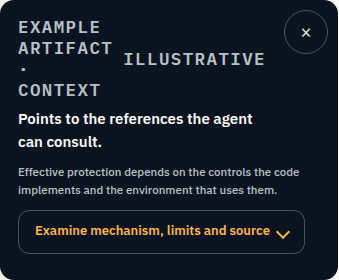 EXAMPLE
ARTIFACT
·
CONTEXT
ILLUSTRATIVE
×
Points to the references the agent
can consult.
Effective protection depends on the controls the code
implements and the environment that uses them.
Examine mechanism, limits and source